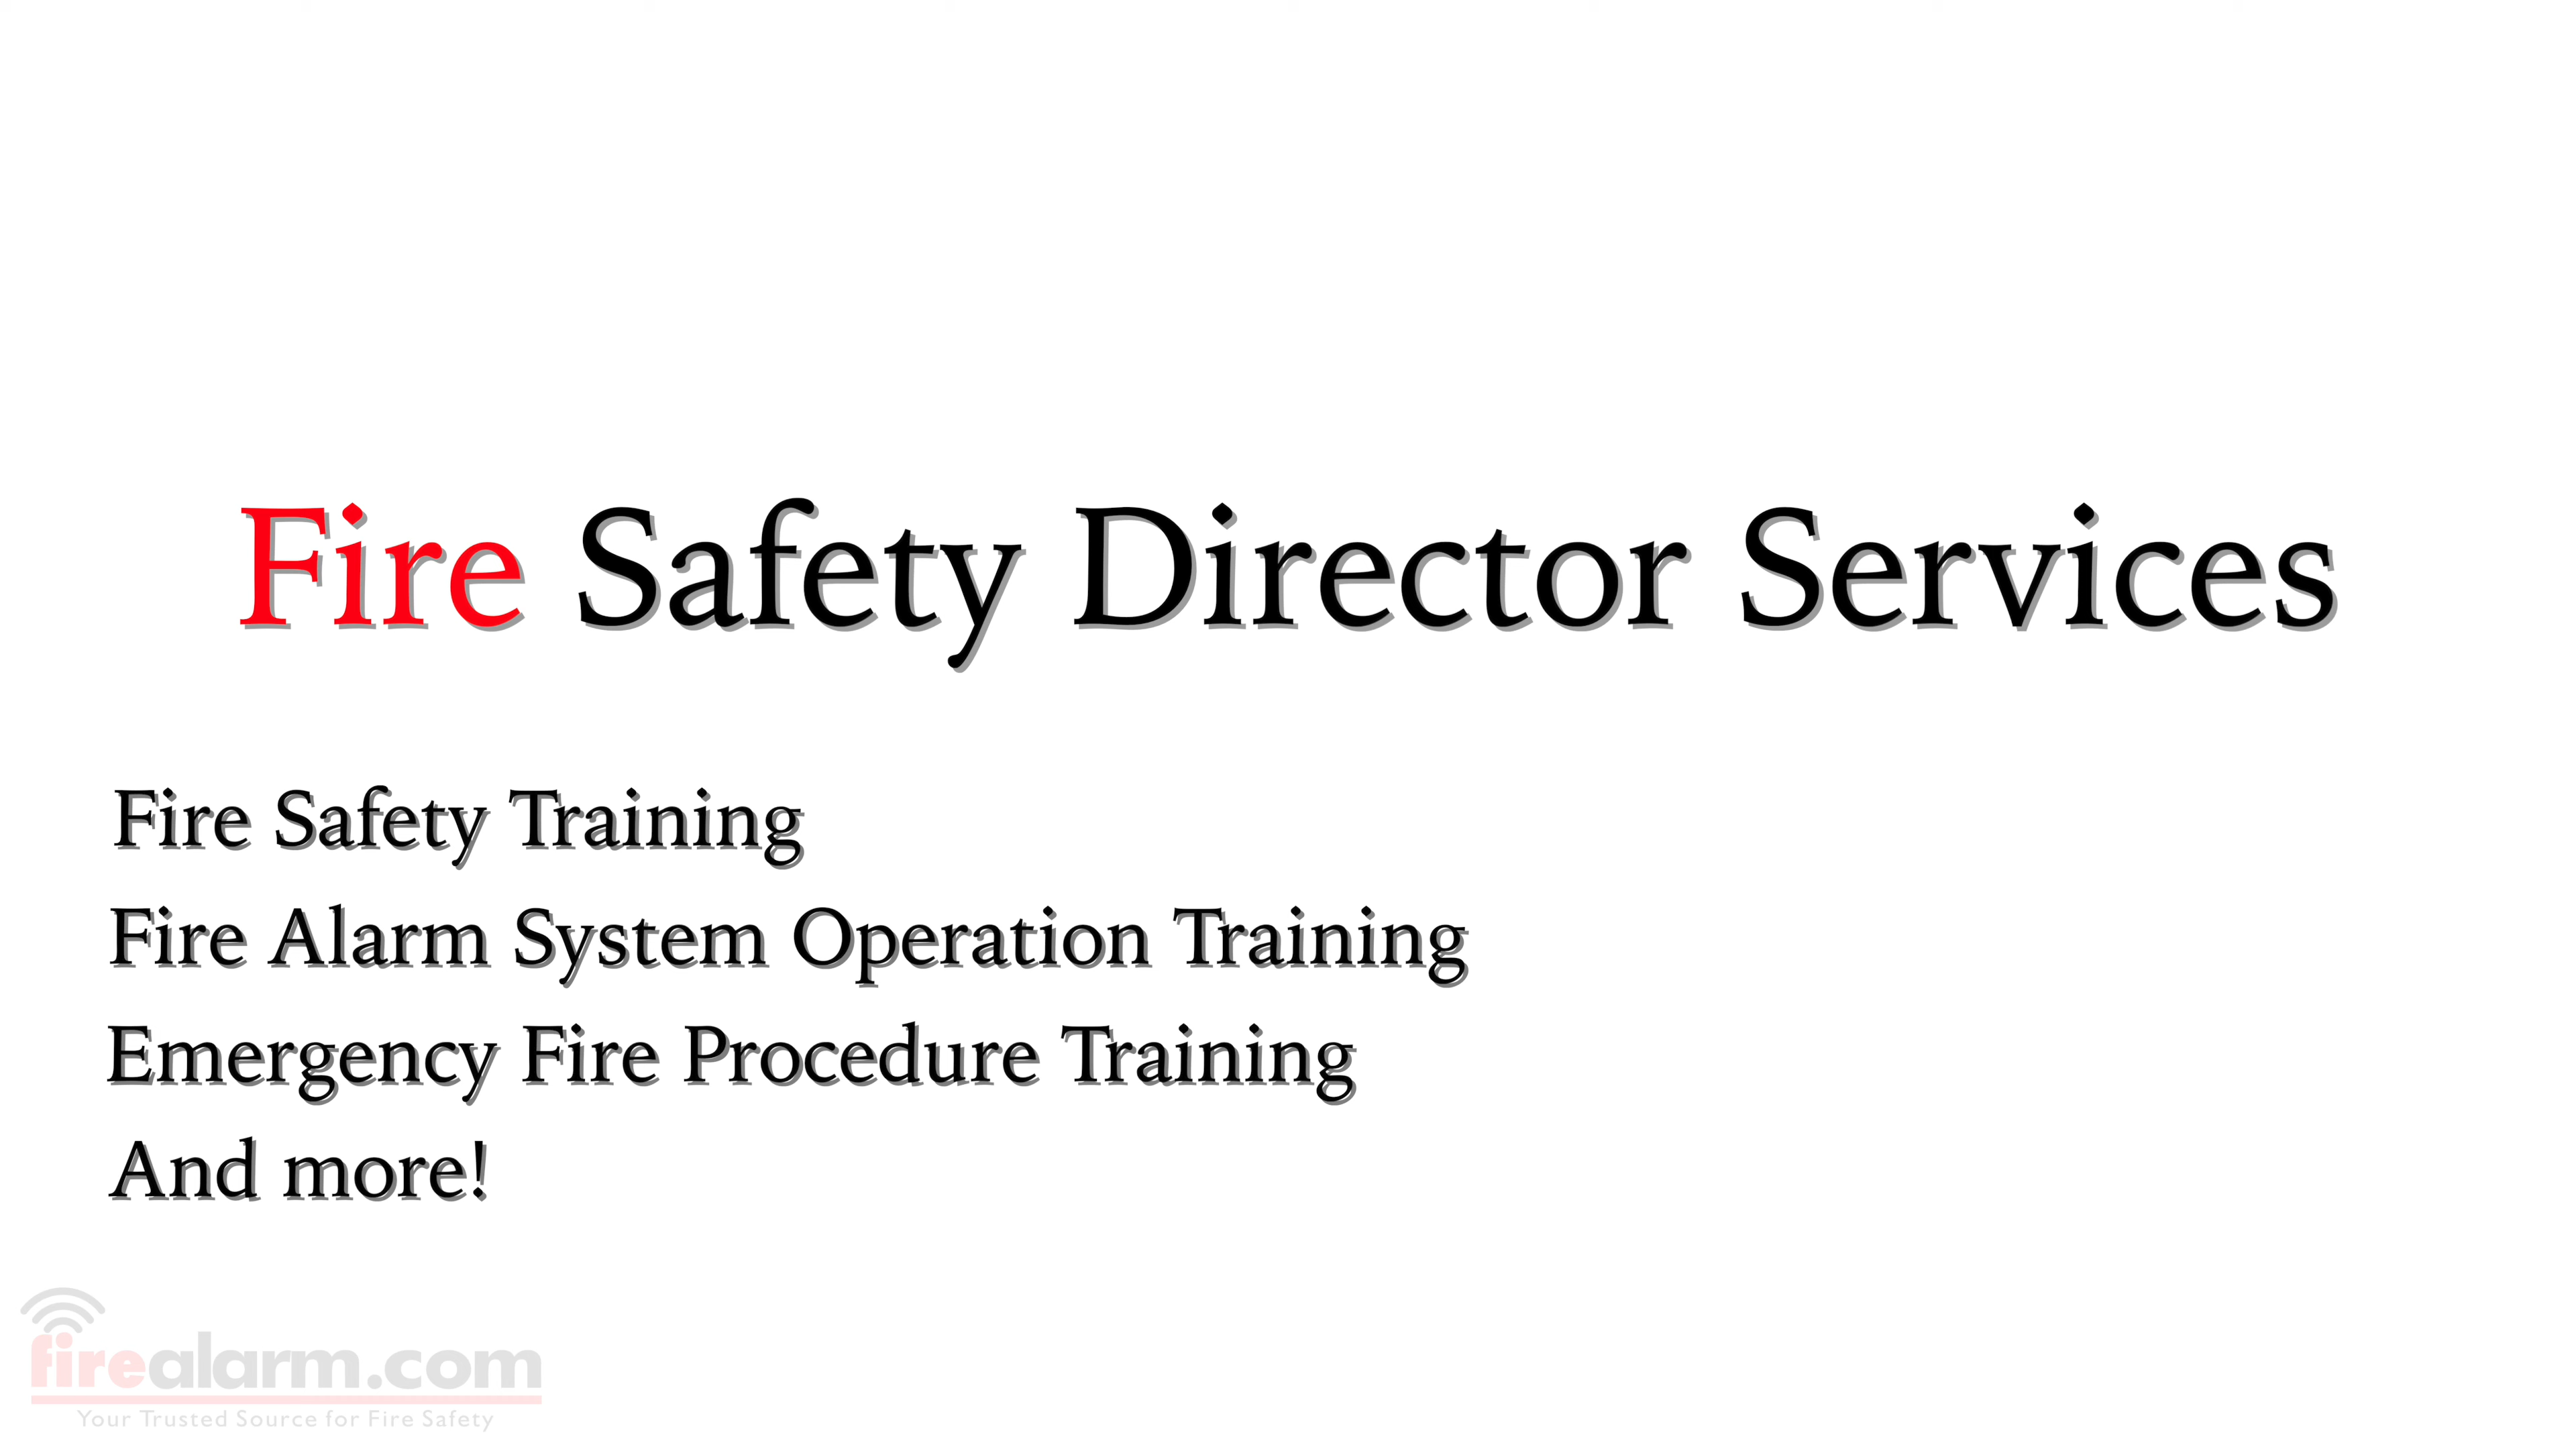 Fire Safety Director Services
Fire Safety Training
Fire Alarm System Operation Training
Emergency Fire Procedure Training
And more!
firealarm.com
Your Trusted Source for Fire Safety